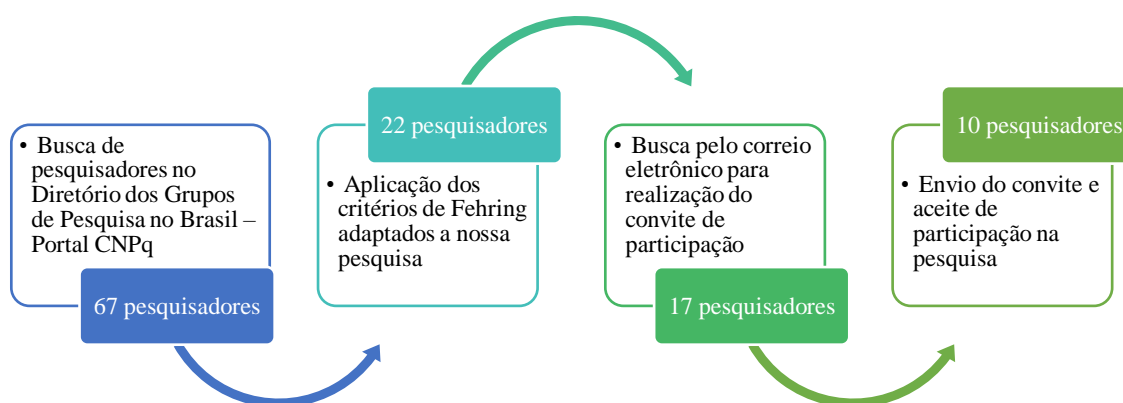 • Busca de
pesquisadores no
Diretório dos Grupos
de Pesquisa no Brasil –
Portal CNPq
67 pesquisadores
22 pesquisadores
• Aplicação dos
critérios de Fehring
adaptados a nossa
pesquisa
• Busca pelo correio
eletrônico para
realização do
convite de
participação
17 pesquisadores
10 pesquisadores
• Envio do convite e
aceite de
participação na
pesquisa